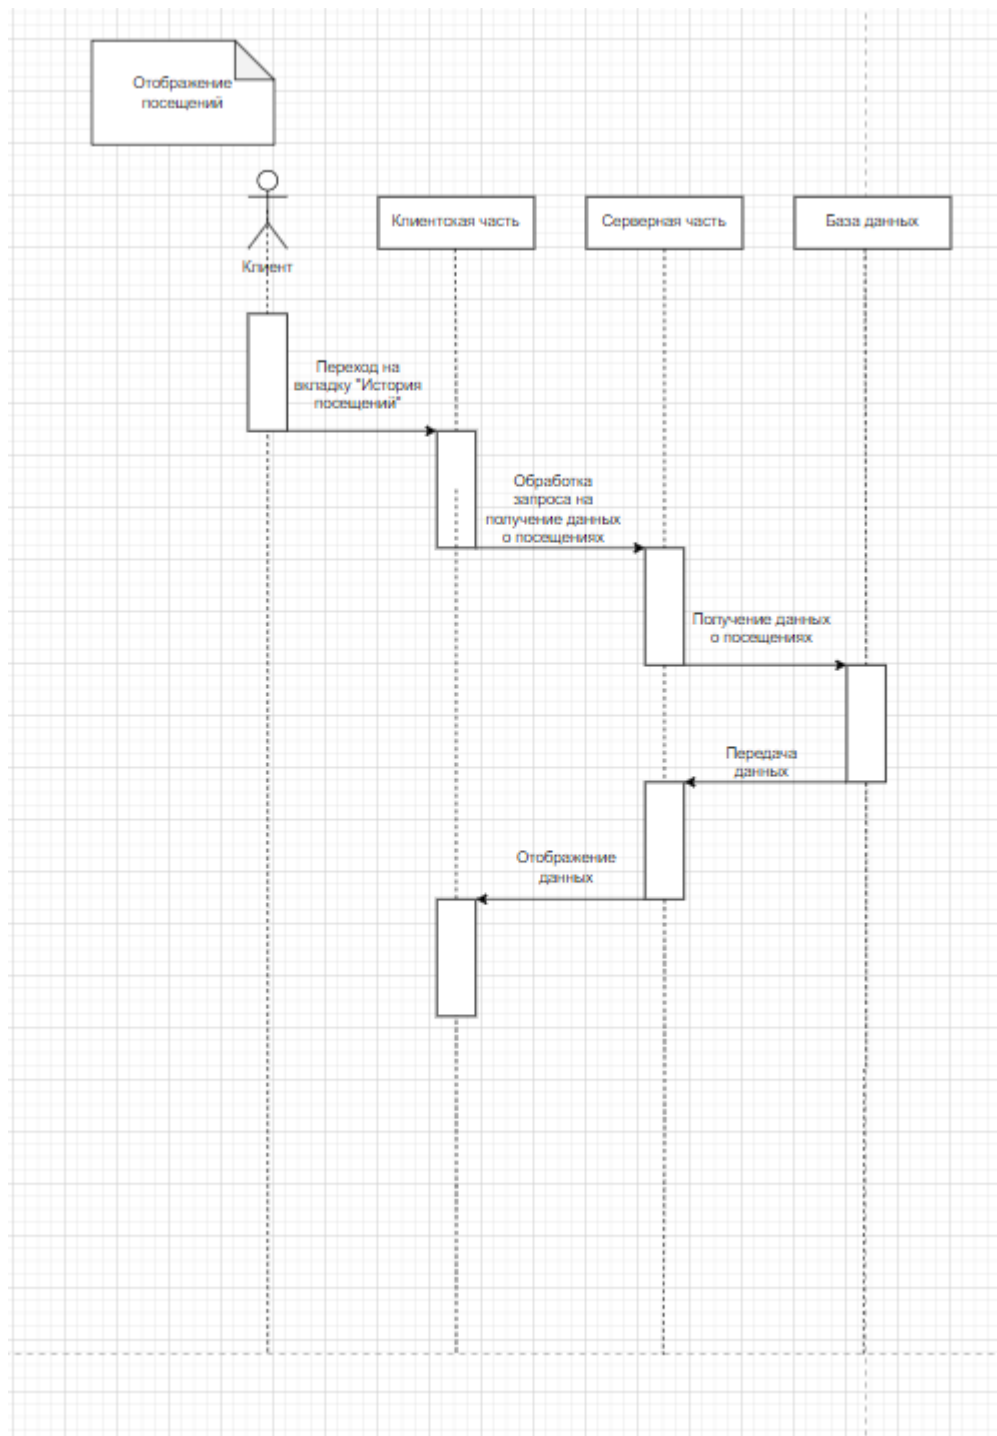 Отображение
посещений
Клиент
Клиентская часть
Серверная часть
База данных
Переход на
вкладку "История
посещений"
Обработка
запроса на
получение данных
о посещениях
Получение данных
о посещениях
Передача
данных
Отображение
данных